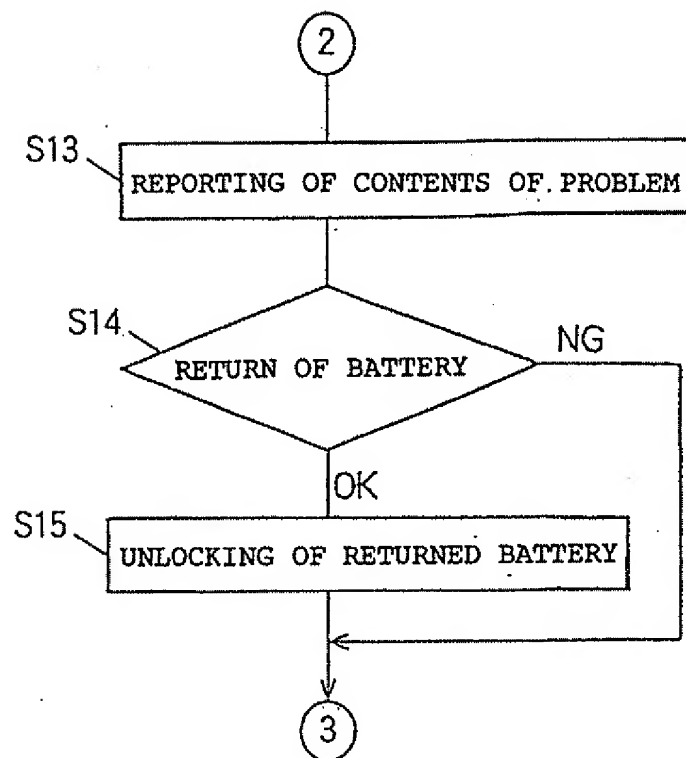 2
S13
REPORTING OF CONTENTS OF PROBLEM
S14
RETURN OF BATTERY
NG
OK
S15
UNLOCKING OF RETURNED BATTERY
3